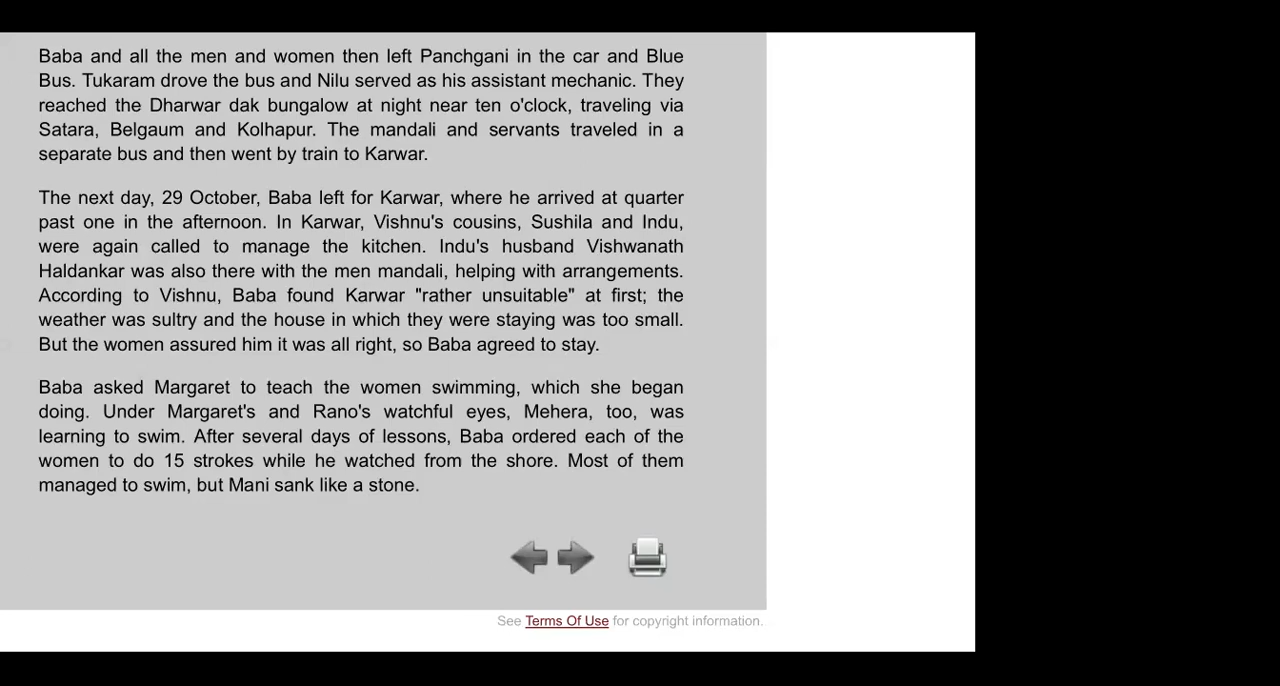 Baba and all the men and women then left Panchgani in the car and Blue
Bus. Tukaram drove the bus and Nilu served as his assistant mechanic. They
reached the Dharwar dak bungalow at night near ten o'clock, traveling via
Satara, Belgaum and Kolhapur. The mandali and servants traveled in a
separate bus and then went by train to Karwar.
The next day, 29 October, Baba left for Karwar, where he arrived at quarter
past one in the afternoon. In Karwar, Vishnu's cousins, Sushila and Indu,
were again called to manage the kitchen. Indu's husband Vishwanath
Haldankar was also there with the men mandali, helping with arrangements.
According to Vishnu, Baba found Karwar "rather unsuitable" at first; the
weather was sultry and the house in which they were staying was too small.
But the women assured him it was all right, so Baba agreed to stay.
Baba asked Margaret to teach the women swimming, which she began
doing. Under Margaret's and Rano's watchful eyes, Mehera, too, was
learning to swim. After several days of lessons, Baba ordered each of the
women to do 15 strokes while he watched from the shore. Most of them
managed to swim, but Mani sank like a stone.
See Terms Of Use for copyright information.